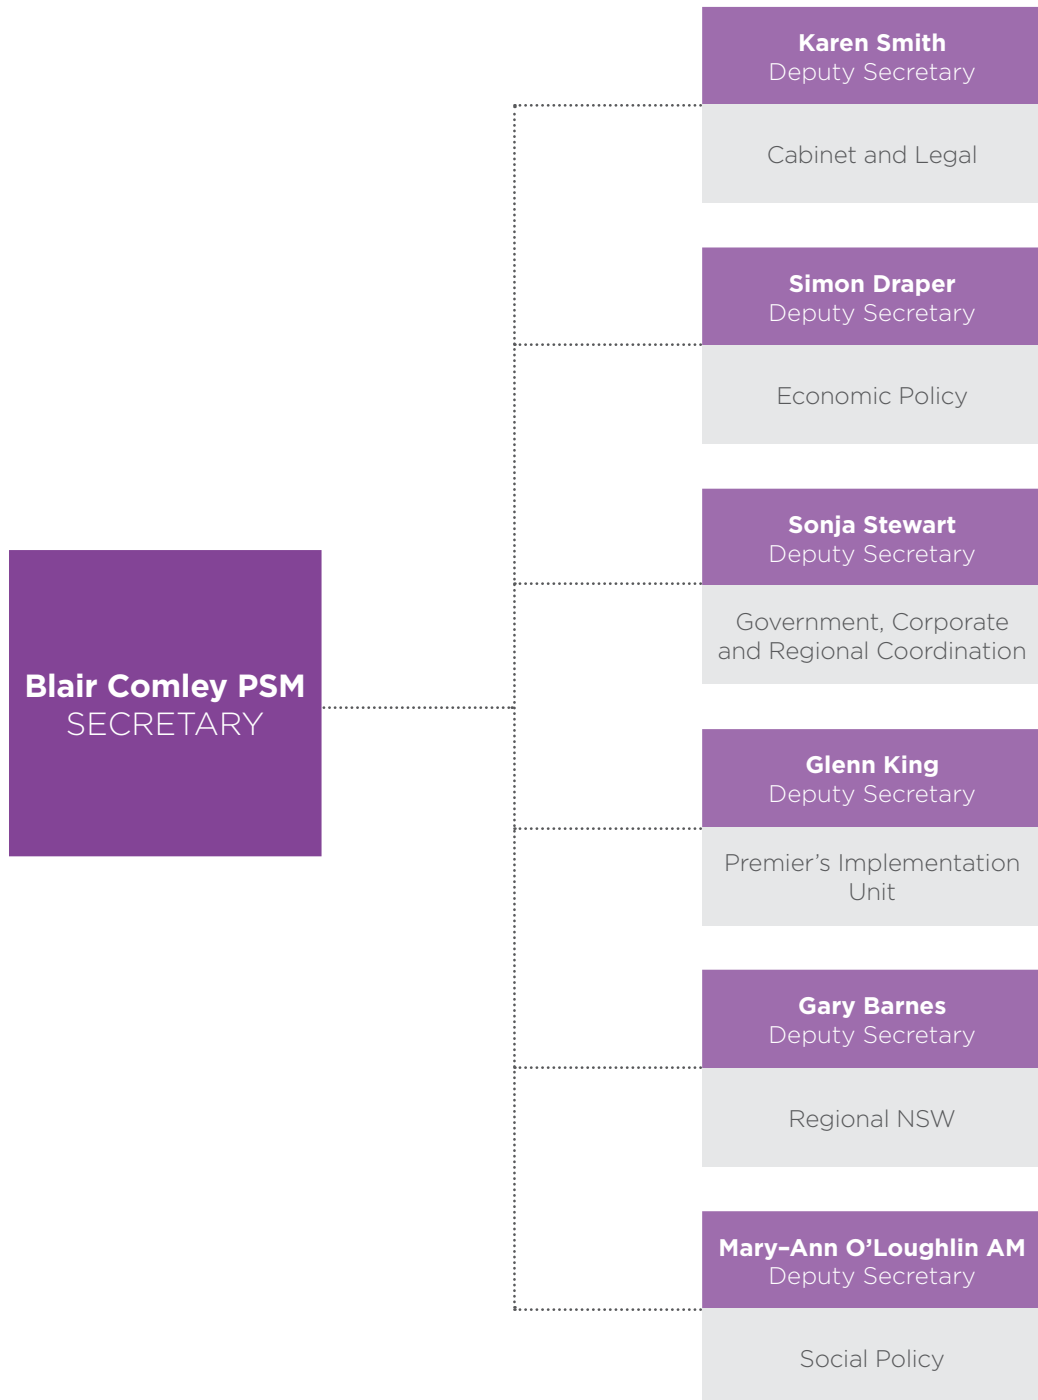 Karen Smith
Deputy Secretary
Cabinet and Legal
Simon Draper
Deputy Secretary
Economic Policy
Sonja Stewart
Deputy Secretary
Government, Corporate
and Regional Coordination
Blair Comley PSM
SECRETARY
Glenn King
Deputy Secretary
Premier’s Implementation
Unit
Gary Barnes
Deputy Secretary
Regional NSW
Mary–Ann O’Loughlin AM
Deputy Secretary
Social Policy